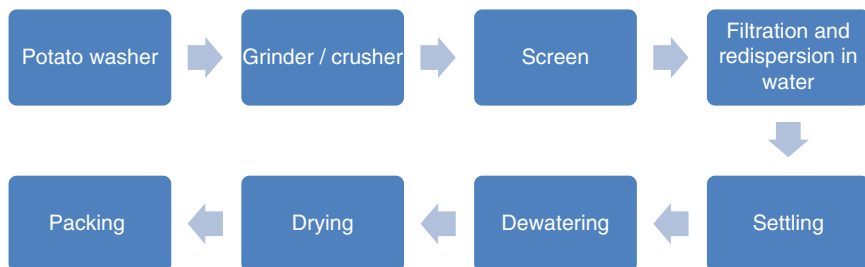 Potato washer
Grinder / crusher
Screen
Filtration and
redispersion in
water
Settling
Dewatering
Drying
Packing